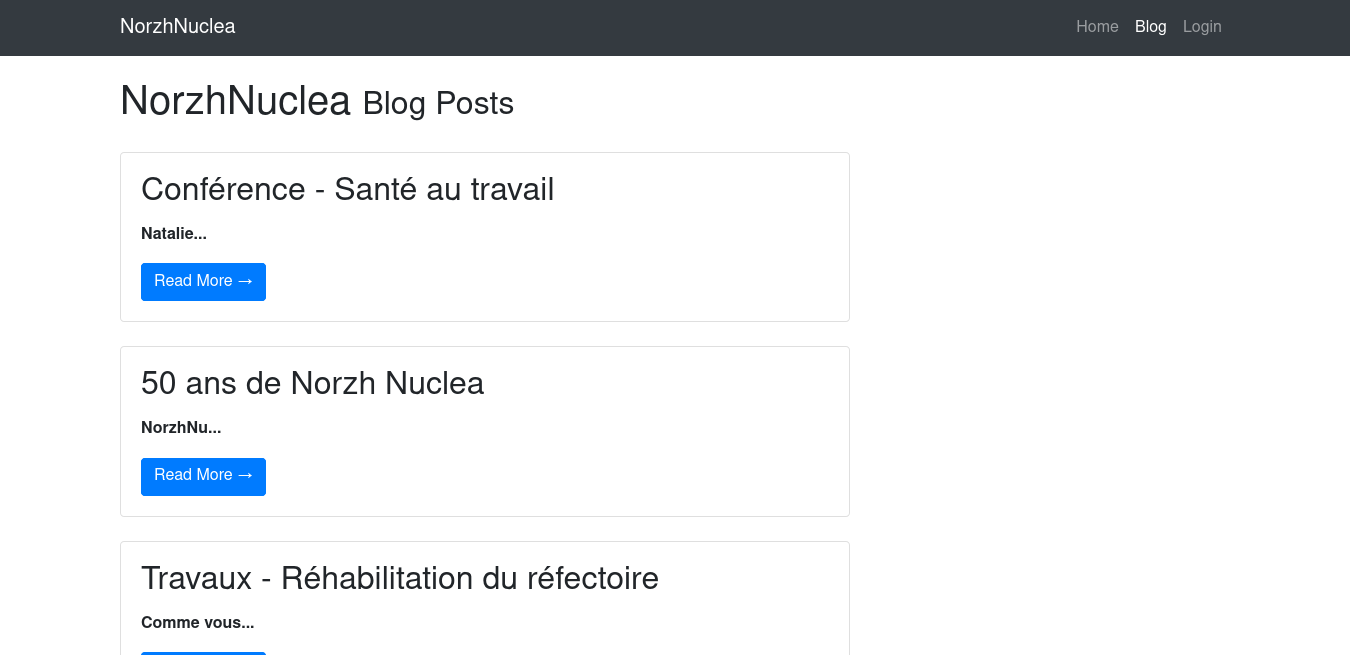 NorzhNuclea Home Blog Login
NorzhNuclea Blog Posts
Conférence - Santé au travail
Natalie...
Read More →
50 ans de Norzh Nuclea
NorzhNu...
Read More →
Travaux - Réhabilitation du réfectoire
Comme vous...